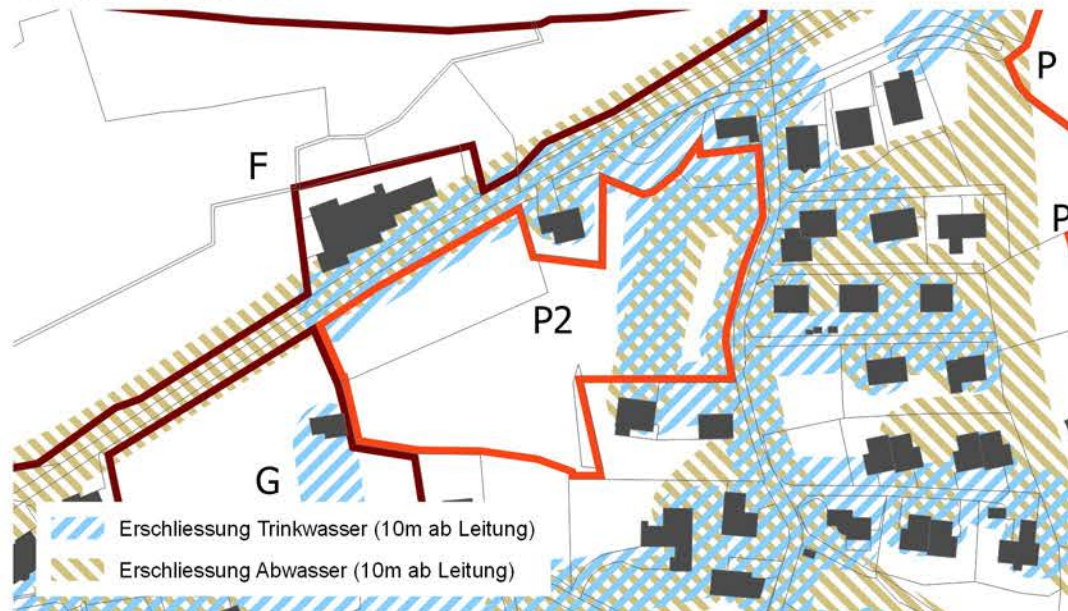 P
F
P
P2
G
Erschliessung Trinkwasser (10m ab Leitung)
Erschliessung Abwasser (10m ab Leitung)